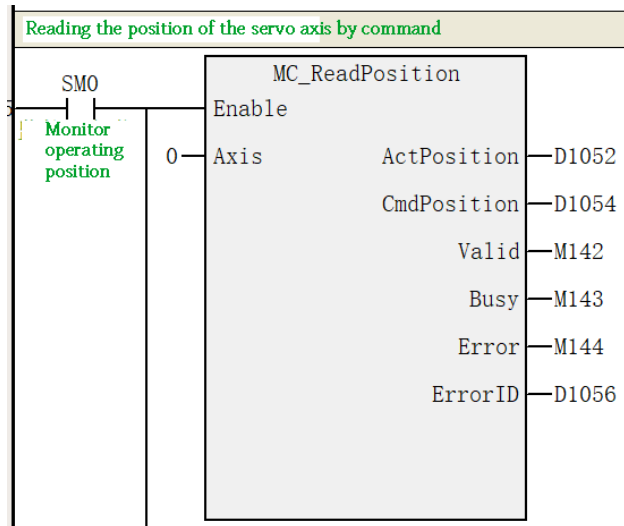 Reading the position of the servo axis by command
SM0
MC_ReadPosition
Enable
Monitor
operating
position
0
Axis
ActPosition
D1052
CmdPosition
D1054
Valid
M142
Busy
M143
Error
M144
ErrorID
D1056